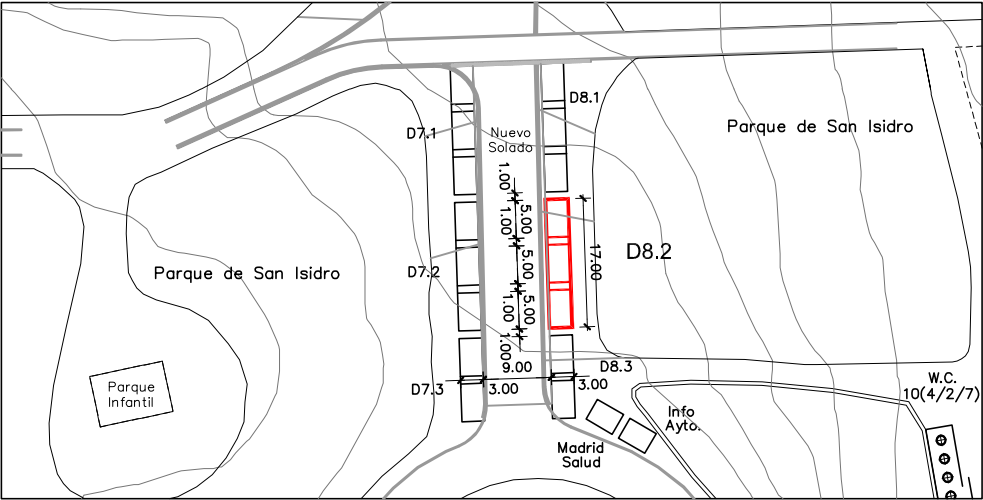 D8.1
Parque de San Isidro
D7.1
Nuevo
Solado
1.00
5.00
1.00
17.00
D8.2
5.00
Parque de San Isidro
D7.2
5.00
1.00
1.00
9.00
D8.3
W.C.
10(4/2/7)
Parque
Infantil
D7.3
3.00
3.00
Info
Ayto.
Madrid
Salud